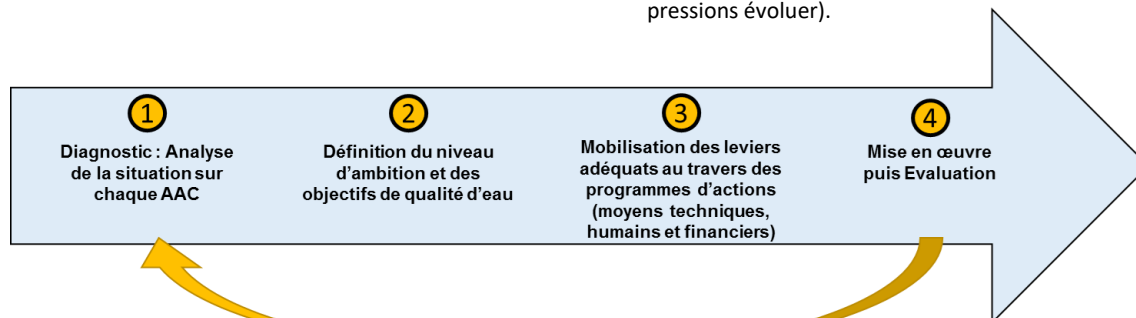 pressions évoluer).
1
Diagnostic : Analyse
de la situation sur
chaque AAC
2
Définition du niveau
d'ambition et des
objectifs de qualité d'eau
3
Mobilisation des leviers
adéquats au travers des
programmes d'actions
(moyens techniques,
humains et financiers)
4
Mise en œuvre
puis Evaluation